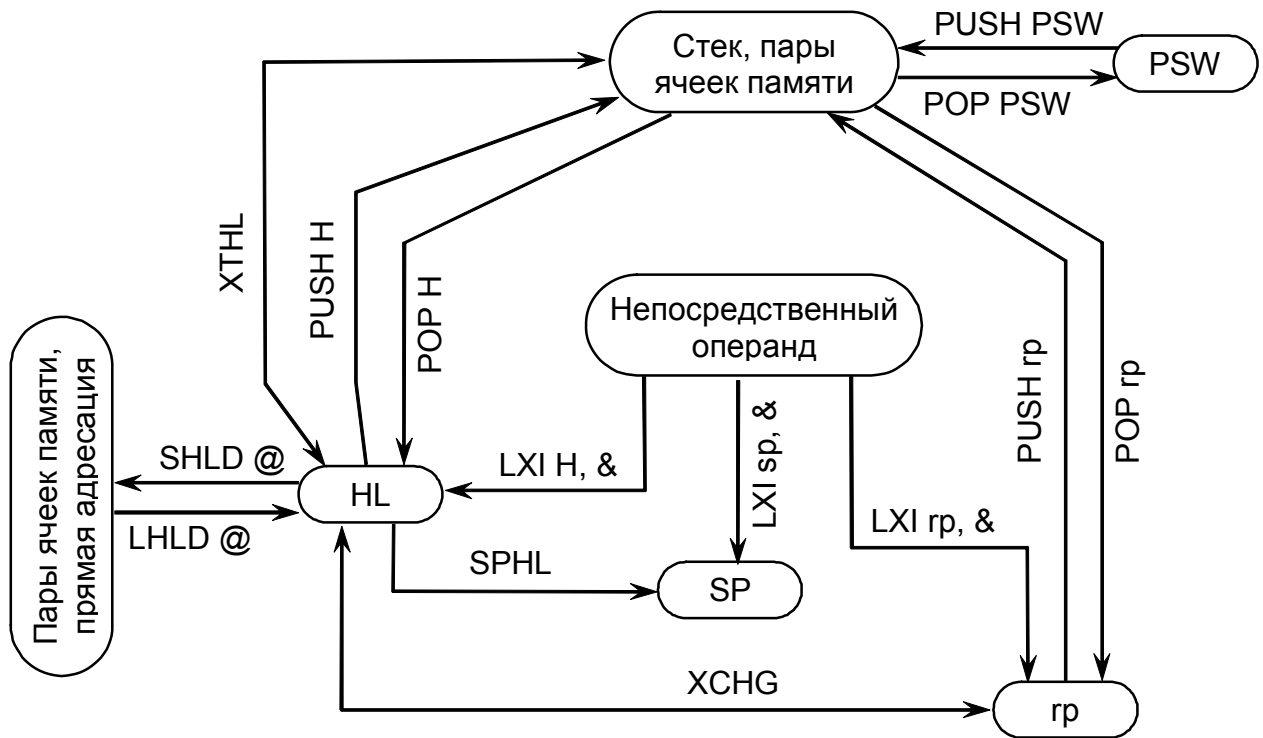 PUSH PSW
Стек, пары
ячеек памяти
PSW
POP PSW
XTHL
PUSH H
POP H
Непосредственный
операнд
PUSH rp
POP rp
Пары ячеек памяти,
прямая адресация
SHLD @
LHLD @
HL
LXI H, &
LXI sp, &
LXI rp, &
SPHL
SP
XCHG
rp